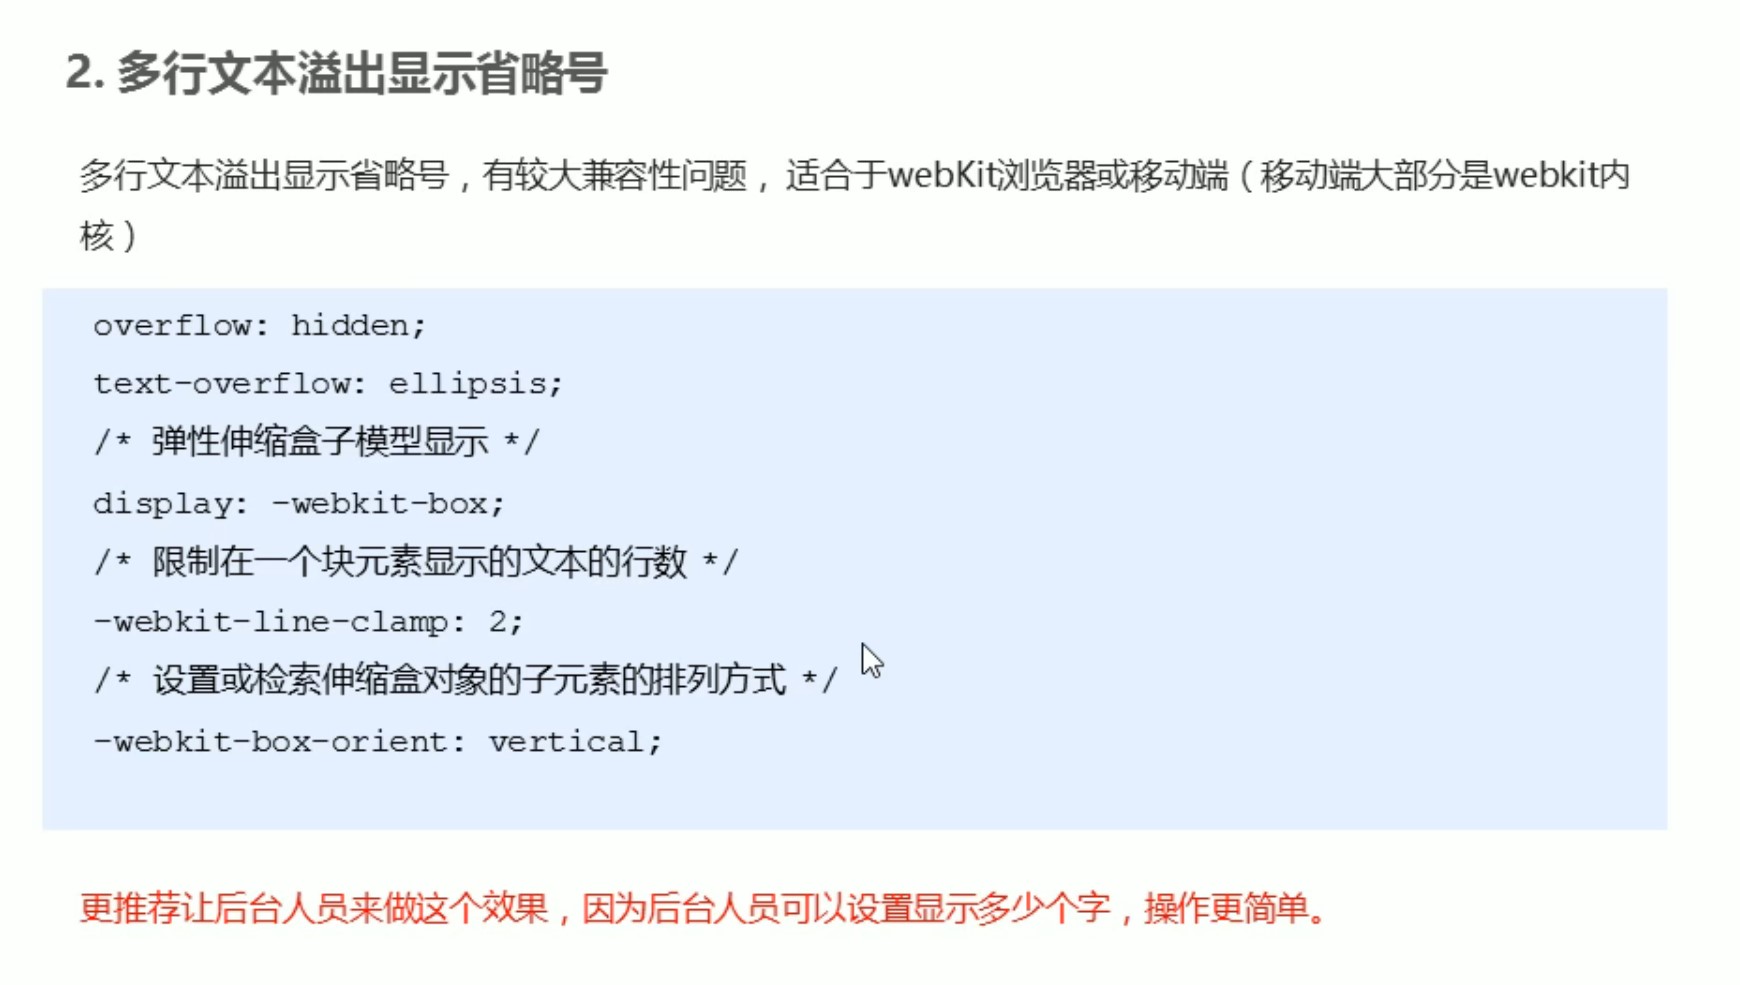 2. 多行文本溢出显示省略号
多行文本溢出显示省略号，有较大兼容性问题， 适合于webKit浏览器或移动端（移动端大部分是webkit内
核）
overflow: hidden;
text-overflow: ellipsis;
/* 弹性伸缩盒子模型显示 */
display: -webkit-box;
/* 限制在一个块元素显示的文本的行数 */
-webkit-line-clamp: 2;
/* 设置或检索伸缩盒对象的子元素的排列方式 */
-webkit-box-orient: vertical;
更推荐让后台人员来做这个效果，因为后台人员可以设置显示多少个字，操作更简单。